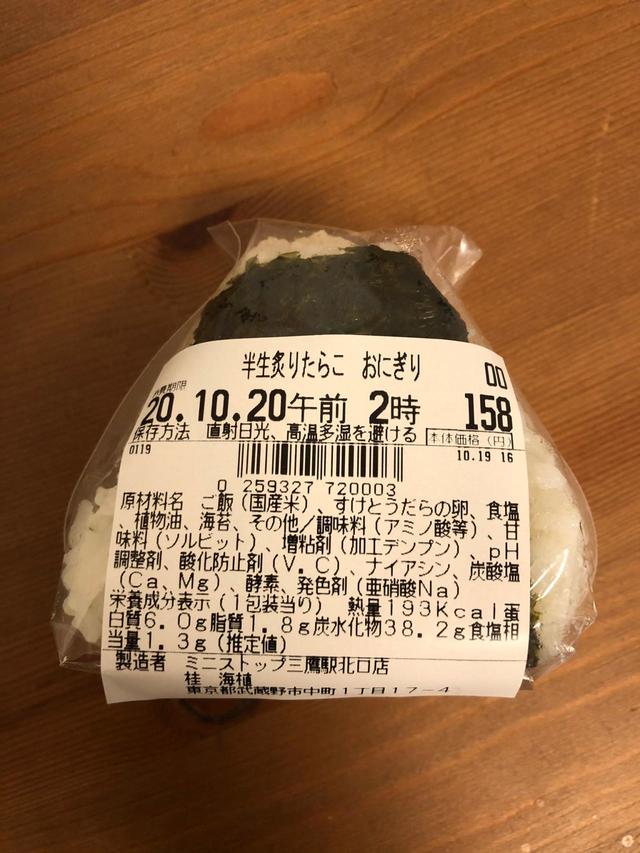 半生炙りたらこ おにぎり 00
消費期限
20.10.20午前 2時 158
保存方法 直射日光、高温多湿を避ける 本体価格(円)
0119 10.19 16
0 259327 720003
原材料名 ご飯(国産米)、すけとうだらの卵、食塩
、植物油、海苔、その他/調味料(アミノ酸等)、甘
味料(ソルビット)、増粘剤(加工デンプン)、pH
調整剤、酸化防止剤(V.C)、ナイアシン、炭酸塩
(Ca、Mg)、酵素、発色剤(亜硝酸Na)
栄養成分表示(1包装当り) 熱量193Kcal蛋
白質6.0g脂質1.8g炭水化物38.2g食塩相
当量1.3g(推定値)
製造者 ミニストップ三鷹駅北口店
桂 海植
東京都武蔵野市中町1丁目17-4